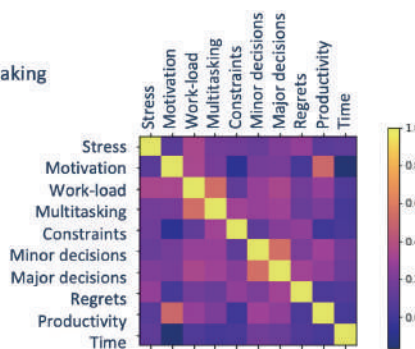 aking
Stress
Motivation
Work-load
Multitasking
Constraints
Minor decisions
Major decisions
Regrets
Productivity
Time
Stress
Motivation
Work-load
Multitasking
Constraints
Minor decisions
Major decisions
Regrets
Productivity
Time